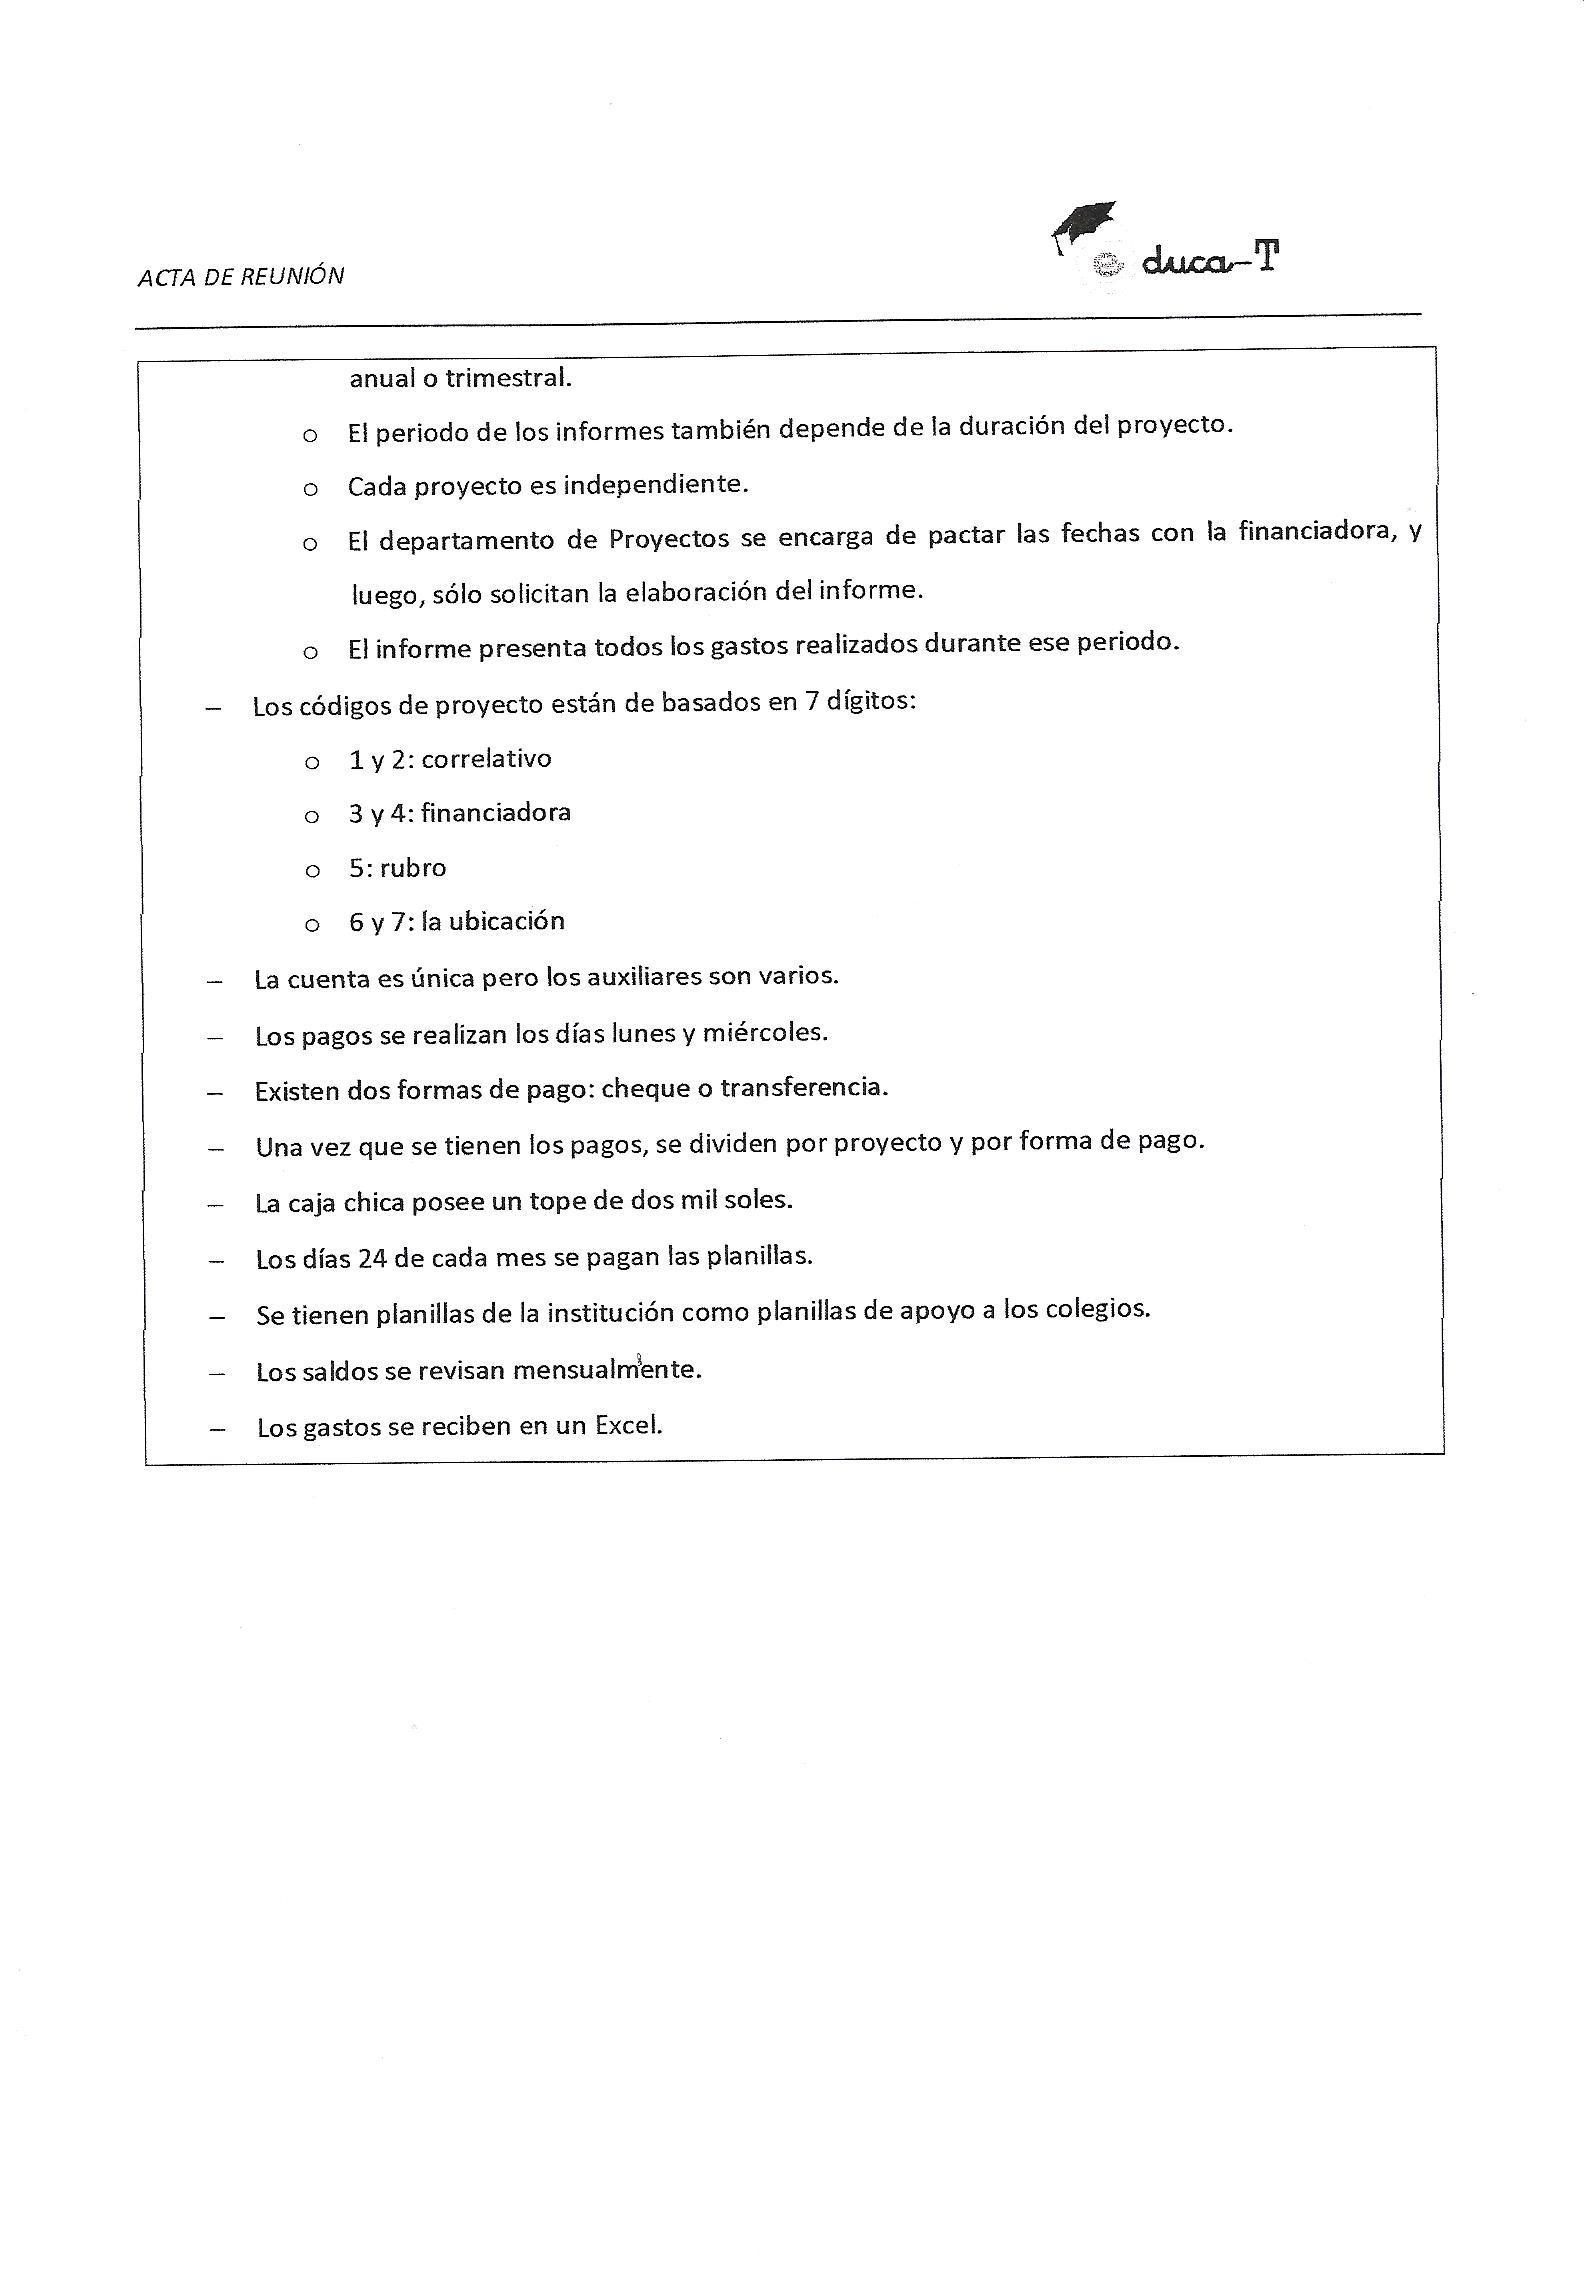 ACTA DE REUNIÓN
educa-T
anual o trimestral.
o El periodo de los informes también depende de la duración del proyecto.
o Cada proyecto es independiente.
o El departamento de Proyectos se encarga de pactar las fechas con la financiadora, y
luego, sólo solicitan la elaboración del informe.
o El informe presenta todos los gastos realizados durante ese periodo.
– Los códigos de proyecto están de basados en 7 dígitos:
o 1 y 2: correlativo
o 3 y 4: financiadora
o 5: rubro
o 6 y 7: la ubicación
– La cuenta es única pero los auxiliares son varios.
– Los pagos se realizan los días lunes y miércoles.
– Existen dos formas de pago: cheque o transferencia.
– Una vez que se tienen los pagos, se dividen por proyecto y por forma de pago.
– La caja chica posee un tope de dos mil soles.
– Los días 24 de cada mes se pagan las planillas.
– Se tienen planillas de la institución como planillas de apoyo a los colegios.
– Los saldos se revisan mensualmente.
– Los gastos se reciben en un Excel.